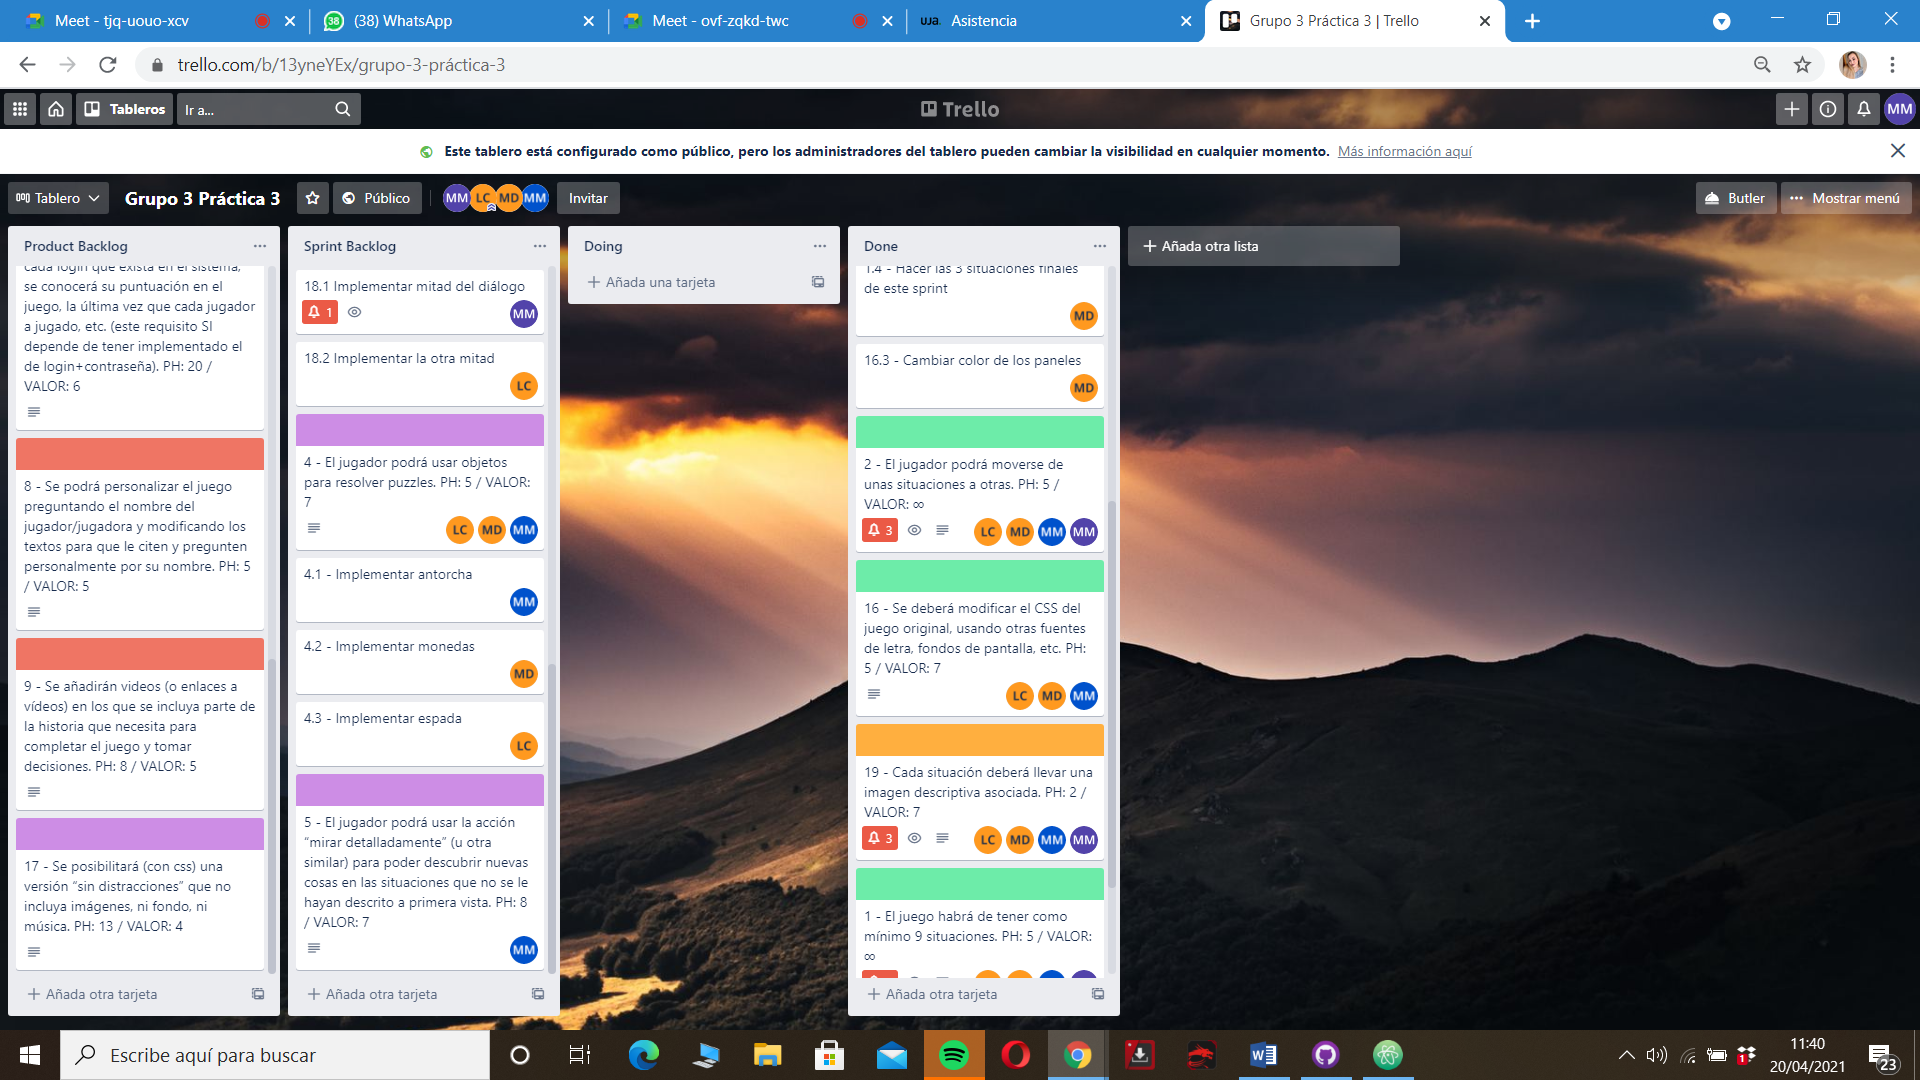 Meet - tjq-uouo-xcv
(38) WhatsApp
Meet - ovf-zqkd-twc
uja. Asistencia
Grupo 3 Práctica 3 | Trello
trello.com/b/13yneYEx/grupo-3-práctica-3
Tableros
Ir a...
Trello
MM
Este tablero está configurado como público, pero los administradores del tablero pueden cambiar la visibilidad en cualquier momento. Más información aquí
Tablero
Grupo 3 Práctica 3
Público
MM LC MD MM
Invitar
Butler
Mostrar menú
Product Backlog
cada login que exista en el sistema,
se conocerá su puntuación en el
juego, la última vez que cada jugador
a jugado, etc. (este requisito SI
depende de tener implementado el
de login+contraseña). PH: 20 /
VALOR: 6
8 - Se podrá personalizar el juego
preguntando el nombre del
jugador/jugadora y modificando los
textos para que le citen y pregunten
personalmente por su nombre. PH: 5
/ VALOR: 5
9 - Se añadirán videos (o enlaces a
vídeos) en los que se incluya parte de
la historia que necesita para
completar el juego y tomar
decisiones. PH: 8 / VALOR: 5
17 - Se posibilitará (con css) una
versión “sin distracciones” que no
incluya imágenes, ni fondo, ni
música. PH: 13 / VALOR: 4
Añada otra tarjeta
Sprint Backlog
18.1 Implementar mitad del diálogo
1
MM
18.2 Implementar la otra mitad
LC
4 - El jugador podrá usar objetos
para resolver puzzles. PH: 5 / VALOR:
7
LC MD MM
4.1 - Implementar antorcha
MM
4.2 - Implementar monedas
MD
4.3 - Implementar espada
LC
5 - El jugador podrá usar la acción
“mirar detalladamente” (u otra
similar) para poder descubrir nuevas
cosas en las situaciones que no se le
hayan descrito a primera vista. PH: 8
/ VALOR: 7
MM
Añada otra tarjeta
Doing
Añada una tarjeta
Done
1.4 - Hacer las 3 situaciones finales
de este sprint
MD
16.3 - Cambiar color de los paneles
MD
2 - El jugador podrá moverse de
unas situaciones a otras. PH: 5 /
VALOR: ∞
3
LC MD MM MM
16 - Se deberá modificar el CSS del
juego original, usando otras fuentes
de letra, fondos de pantalla, etc. PH:
5 / VALOR: 7
LC MD MM
19 - Cada situación deberá llevar una
imagen descriptiva asociada. PH: 2 /
VALOR: 7
3
LC MD MM MM
1 - El juego habrá de tener como
mínimo 9 situaciones. PH: 5 / VALOR:
∞
Añada otra tarjeta
Añada otra lista
Escribe aquí para buscar
11:40
20/04/2021
23